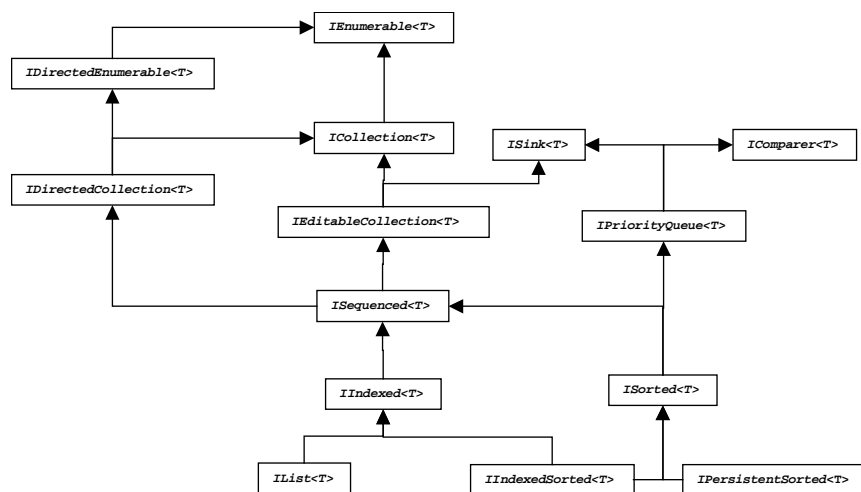 IEnumerable<T>
IDirectedEnumerable<T>
ICollection<T>
ISink<T>
IComparer<T>
IDirectedCollection<T>
IEditableCollection<T>
IPriorityQueue<T>
ISequenced<T>
IIndexed<T>
ISorted<T>
IList<T>
IIndexedSorted<T>
IPersistentSorted<T>